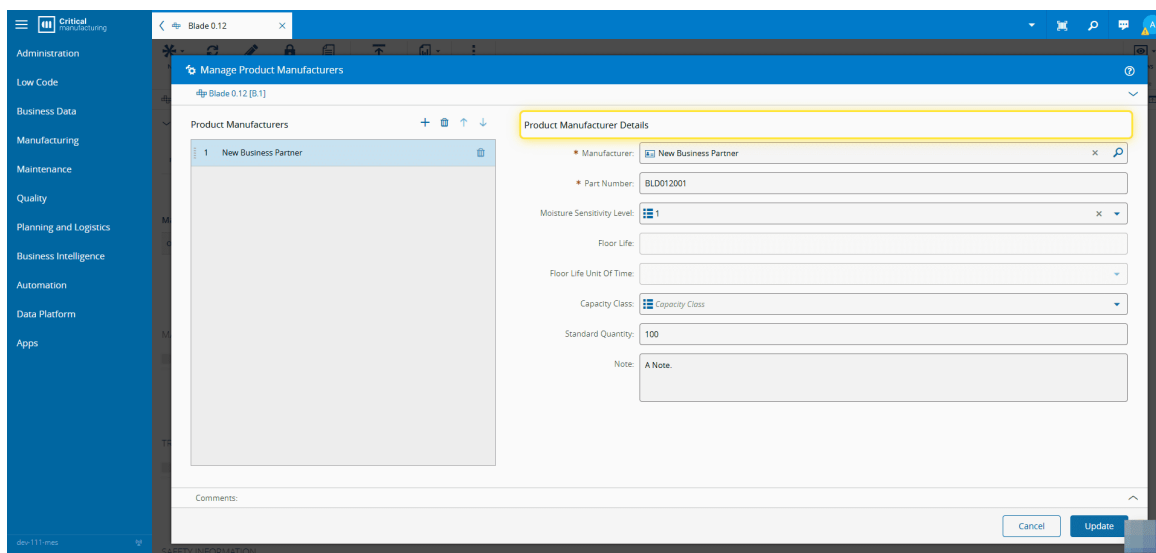 Critical
manufacturing
Blade 0.12
Administration
Low Code
Business Data
Manufacturing
Maintenance
Quality
Planning and Logistics
Business Intelligence
Automation
Data Platform
Apps
dev-111-mes
Manage Product Manufacturers
Blade 0.12 [B.1]
Product Manufacturers
1 New Business Partner
Product Manufacturer Details
* Manufacturer: New Business Partner
* Part Number: BLD012001
Moisture Sensitivity Level: 1
Floor Life:
Floor Life Unit Of Time:
Capacity Class: Capacity Class
Standard Quantity: 100
Note: A Note.
Comments:
Cancel Update
SAFETY INFORMATION